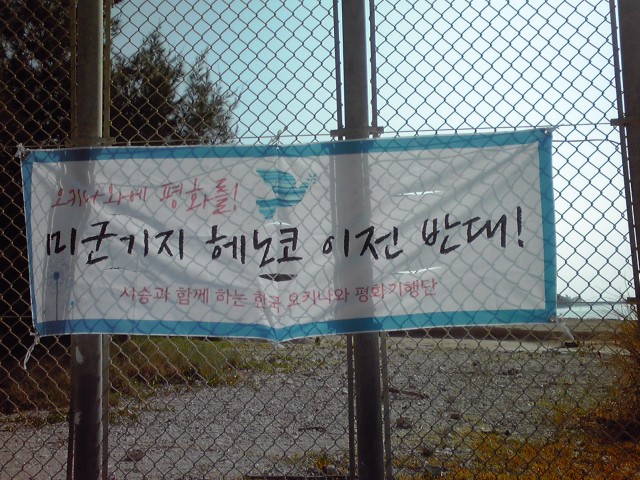 오키나와에 평화를!
미군기지 헤노코 이전 반대!
사승과 함께 하는 한국 오키나와 평화기행단